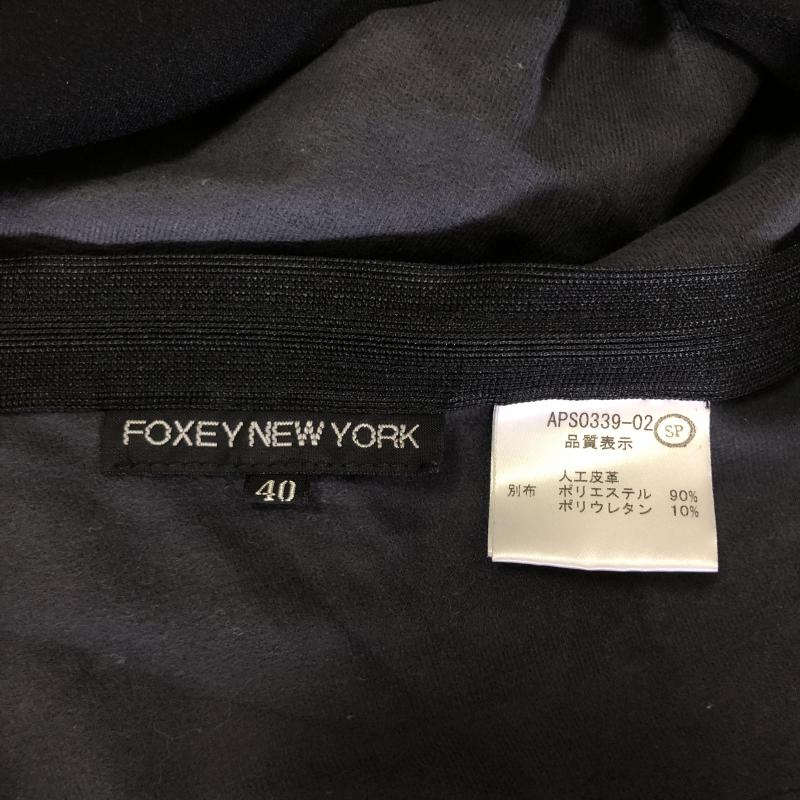 FOXEY NEW YORK
40
APS0339-02 SP
品質表示
人工皮革
別布 ポリエステル 90%
ポリウレタン 10%